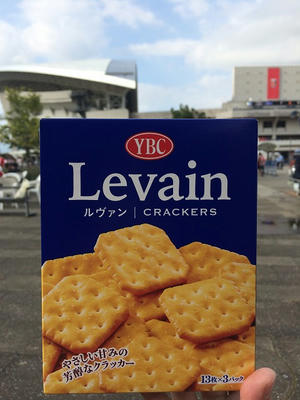 YBC
Levain
ルヴァン | CRACKERS
やさしい甘みの
芳醇なクラッカー
13枚×3パック